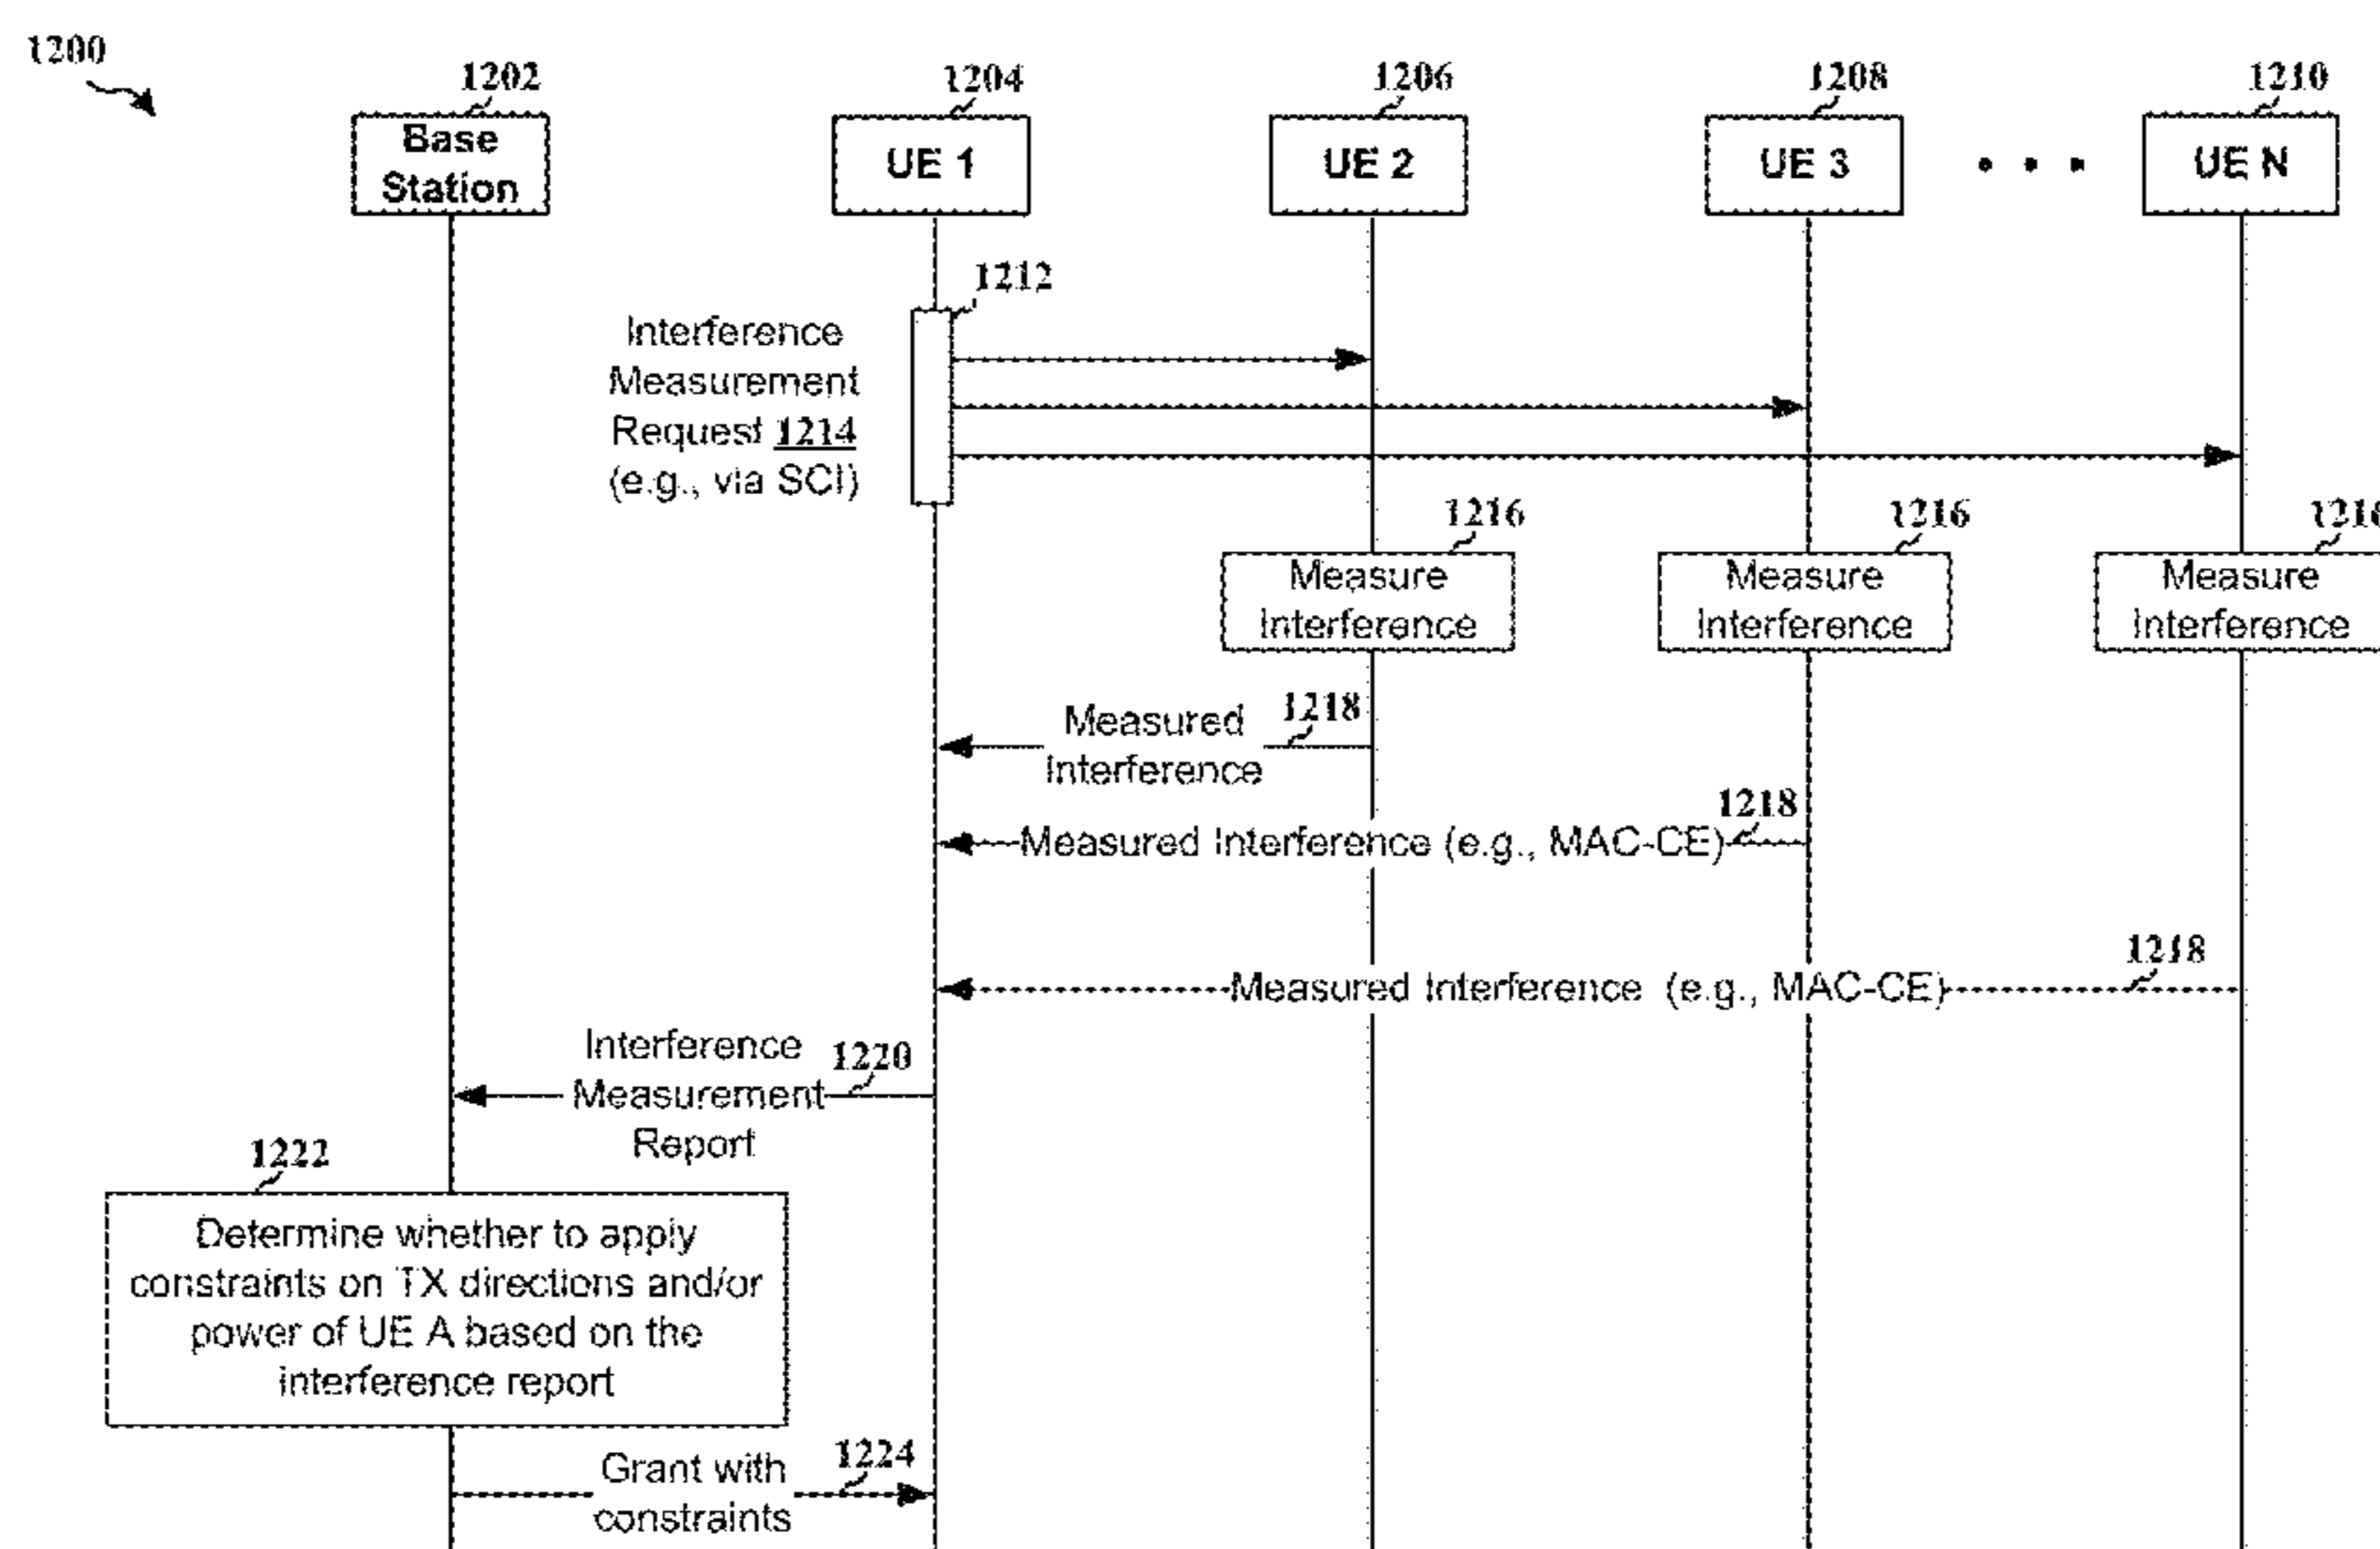 1200
1202
1204
1206
1208
1210
Base
Station
UE 1
UE 2
UE 3
• • •
UE N
1212
Interference
Measurement
Request 1214
(e.g., via SCI)
1216
1216
1216
Measure
Interference
Measure
Interference
Measure
Interference
Measured
Interference
1218
1218
Measured Interference (e.g., MAC-CE)
1218
Measured Interference (e.g., MAC-CE)
Interference
Measurement
Report
1220
1222
Determine whether to apply
constraints on TX directions and/or
power of UE A based on the
interference report
Grant with
constraints
1224